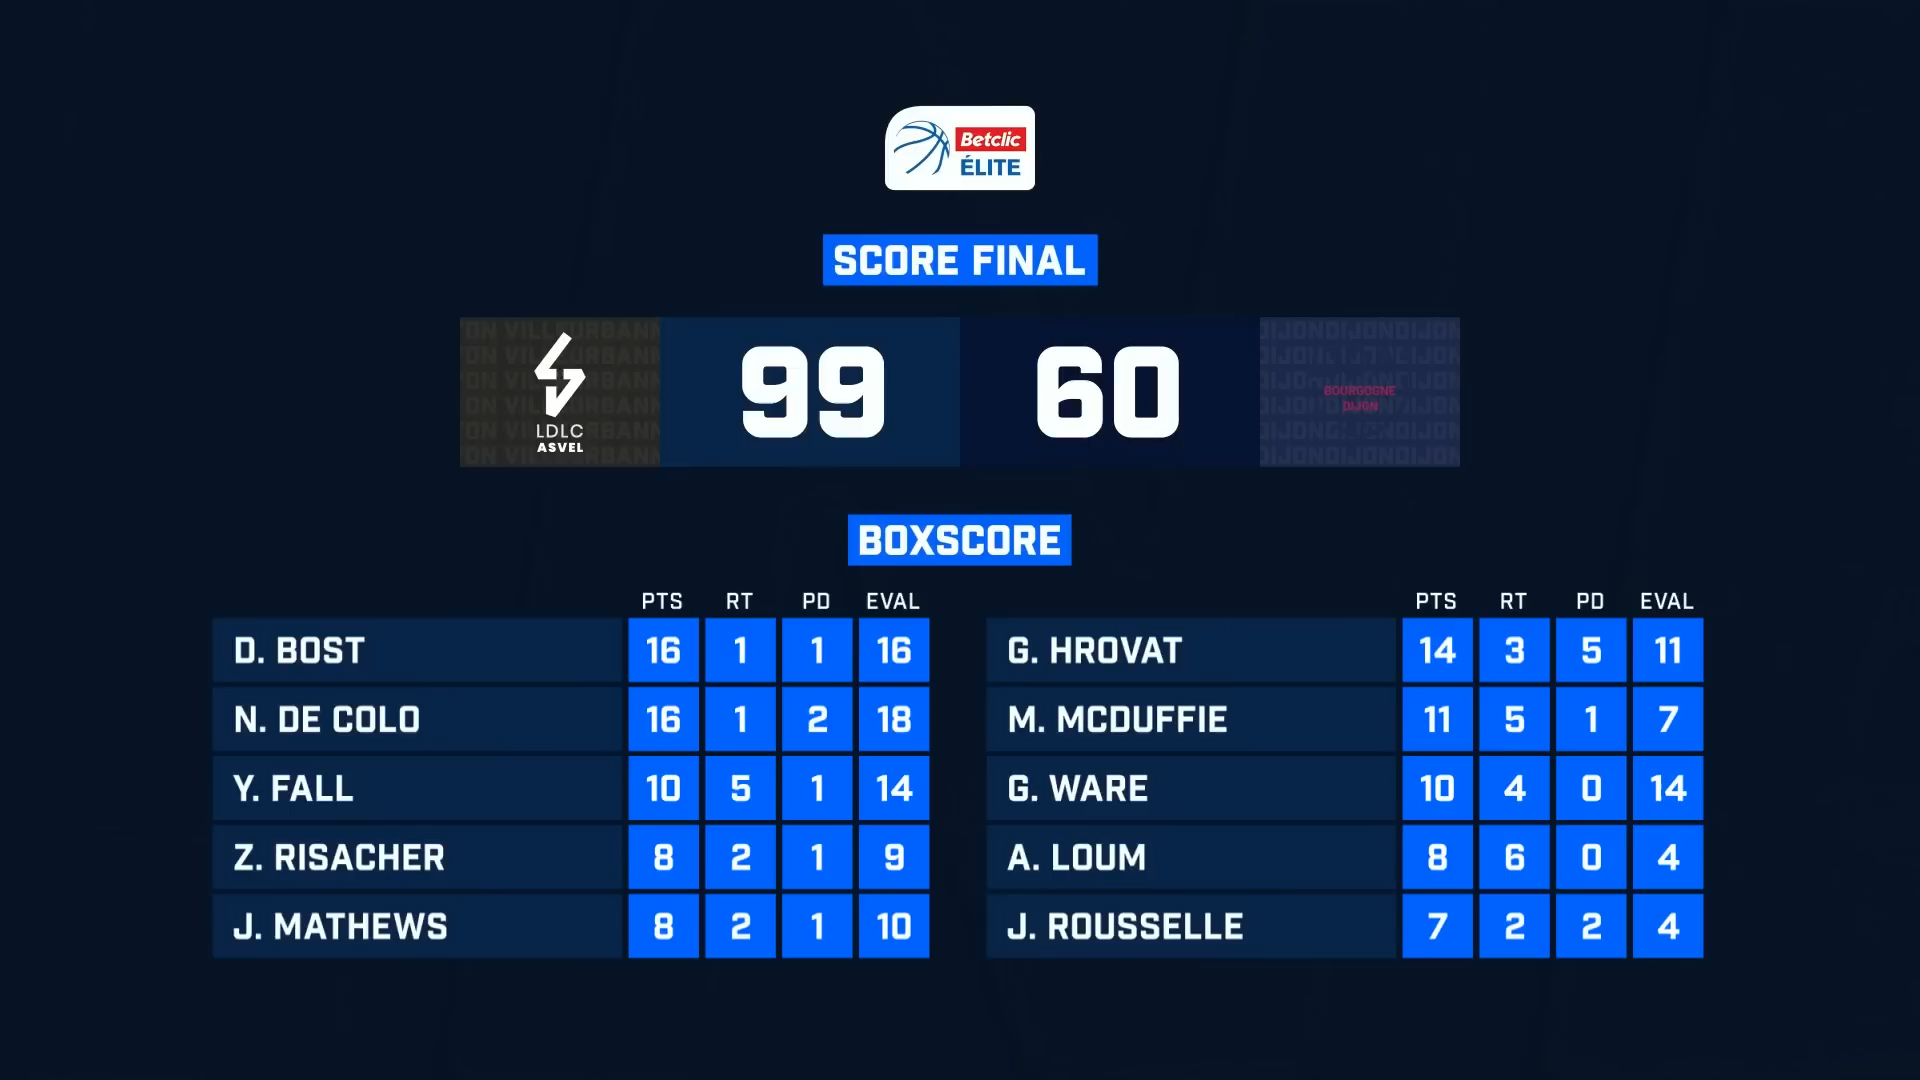 Betclic
ÉLITE
SCORE FINAL
LDLC
ASVEL
99
60
BOURGOGNE
DIJON
BOXSCORE
PTS RT PD EVAL
D. BOST 16 1 1 16
N. DE COLO 16 1 2 18
Y. FALL 10 5 1 14
Z. RISACHER 8 2 1 9
J. MATHEWS 8 2 1 10
PTS RT PD EVAL
G. HROVAT 14 3 5 11
M. MCDUFFIE 11 5 1 7
G. WARE 10 4 0 14
A. LOUM 8 6 0 4
J. ROUSSELLE 7 2 2 4